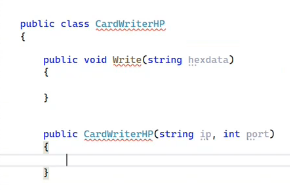 public class CardWriterHP
{
public void Write(string hexdata)
{
}
public CardWriterHP(string ip, int port)
{
}